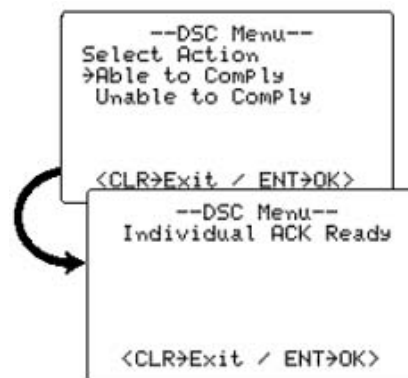 --DSC Menu--
Select Action
→Able to ComPly
Unable to ComPly
<CLR→Exit / ENT→OK>
--DSC Menu--
Individual ACK Ready
<CLR→Exit / ENT→OK>